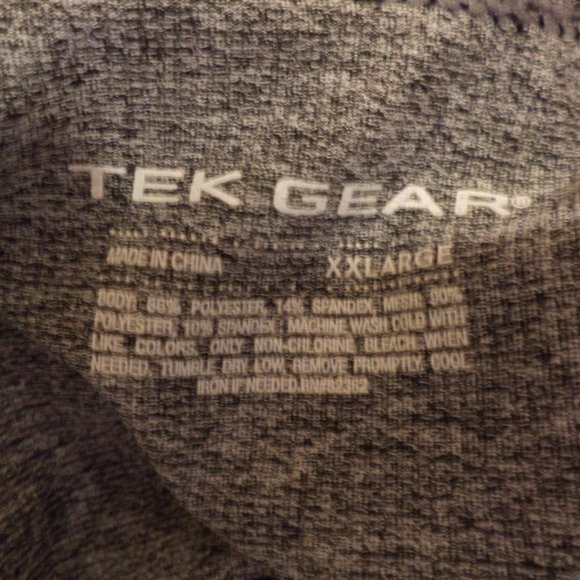 TEK GEAR®
MADE IN CHINA XXLARGE
BODY: 86% POLYESTER, 14% SPANDEX, MESH: 90%
POLYESTER, 10% SPANDEX. MACHINE WASH COLD WITH
LIKE COLORS. ONLY NON-CHLORINE BLEACH WHEN
NEEDED. TUMBLE DRY LOW. REMOVE PROMPTLY. COOL
IRON IF NEEDED.